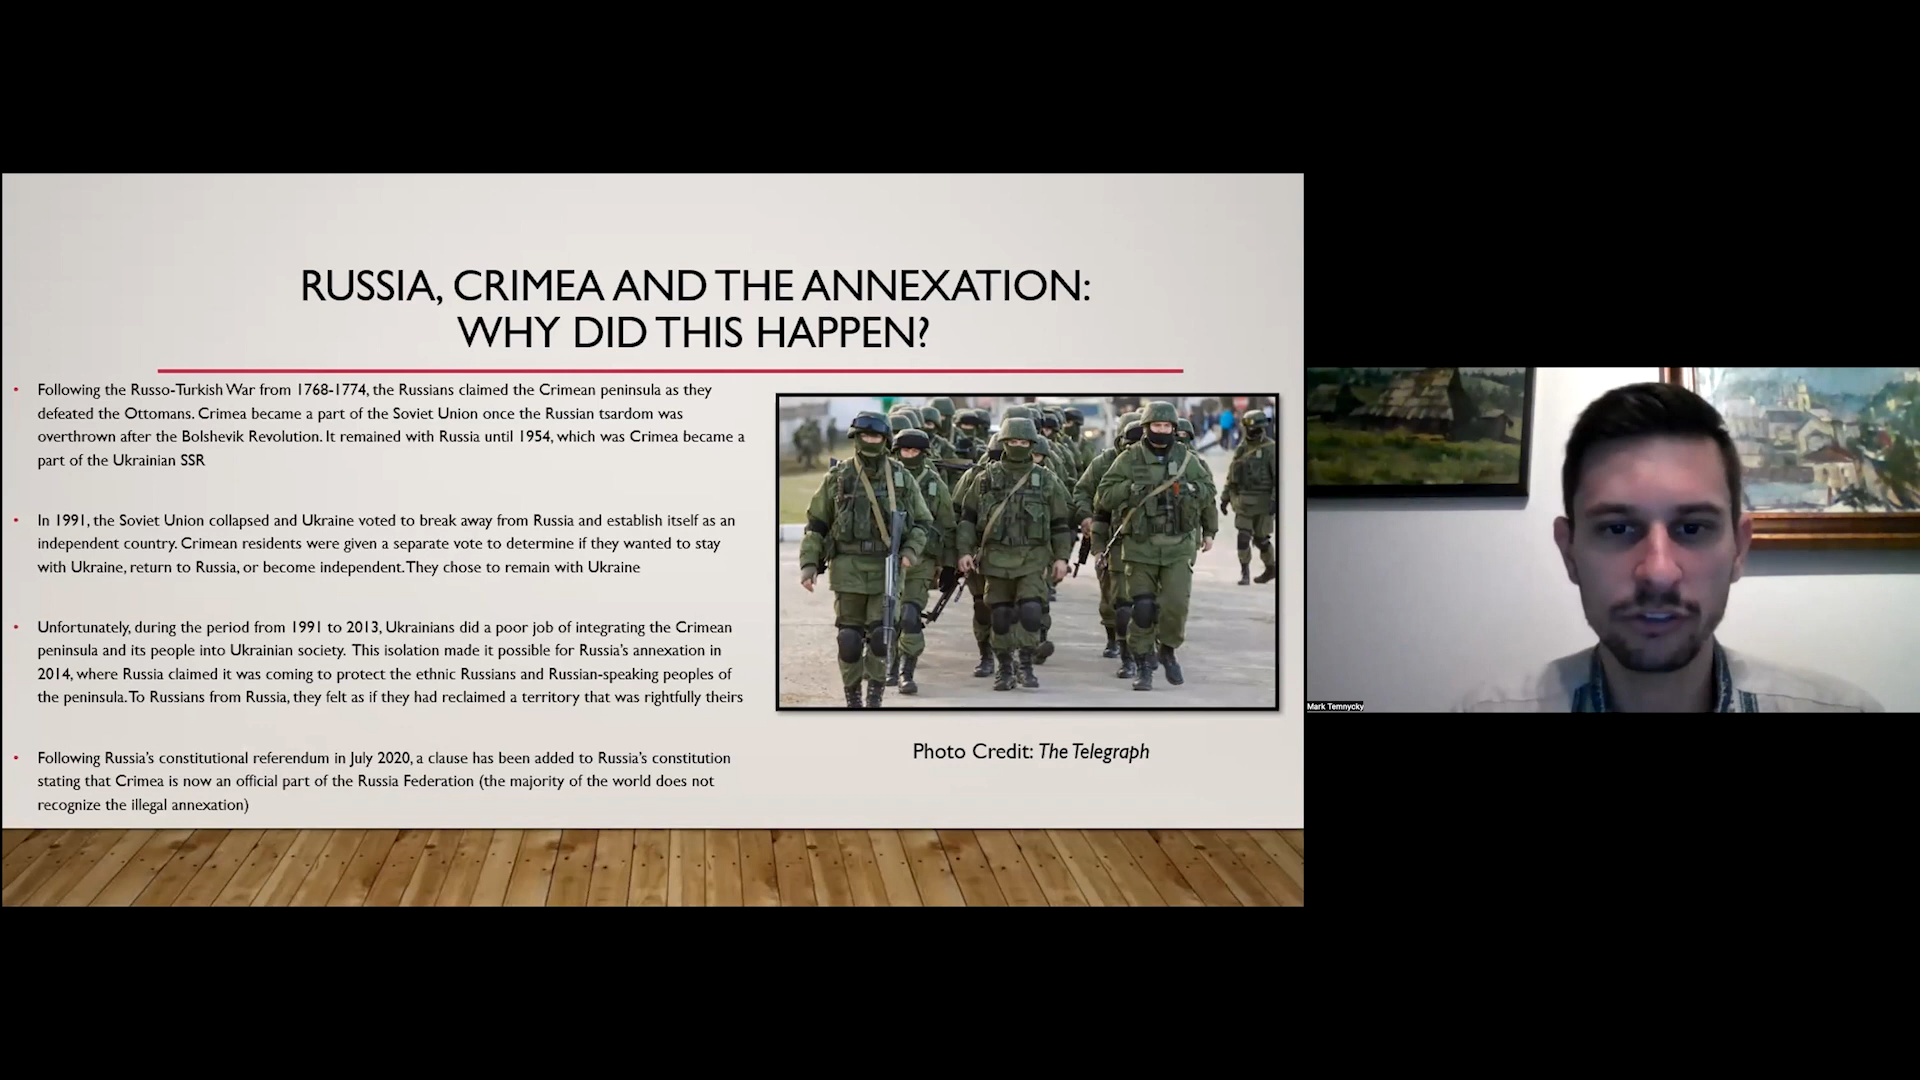 RUSSIA, CRIMEA AND THE ANNEXATION:
WHY DID THIS HAPPEN?
• Following the Russo-Turkish War from 1768-1774, the Russians claimed the Crimean peninsula as they
defeated the Ottomans. Crimea became a part of the Soviet Union once the Russian tsardom was
overthrown after the Bolshevik Revolution. It remained with Russia until 1954, which was Crimea became a
part of the Ukrainian SSR
• In 1991, the Soviet Union collapsed and Ukraine voted to break away from Russia and establish itself as an
independent country. Crimean residents were given a separate vote to determine if they wanted to stay
with Ukraine, return to Russia, or become independent. They chose to remain with Ukraine
• Unfortunately, during the period from 1991 to 2013, Ukrainians did a poor job of integrating the Crimean
peninsula and its people into Ukrainian society. This isolation made it possible for Russia's annexation in
2014, where Russia claimed it was coming to protect the ethnic Russians and Russian-speaking peoples of
the peninsula. To Russians from Russia, they felt as if they had reclaimed a territory that was rightfully theirs
• Following Russia's constitutional referendum in July 2020, a clause has been added to Russia's constitution
stating that Crimea is now an official part of the Russia Federation (the majority of the world does not
recognize the illegal annexation)
Photo Credit: The Telegraph
Mark Temnycky